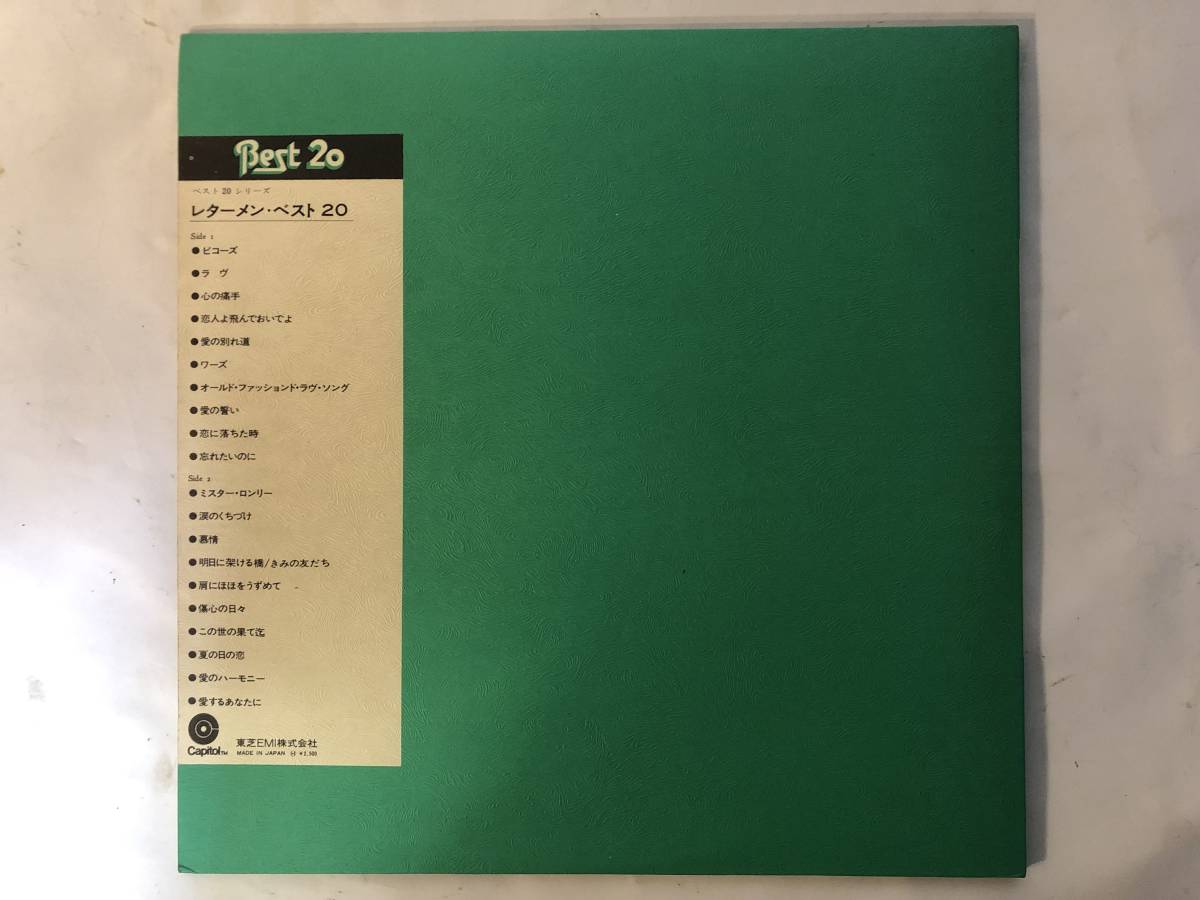 Best 20
ベスト20シリーズ
レターメン・ベスト20
Side 1
●ビコーズ
●ラ ヴ
●心の痛手
●恋人よ飛んでおいでよ
●愛の別れ道
●ワーズ
●オールド・ファッションド・ラヴ・ソング
●愛の誓い
●恋に落ちた時
●忘れたいのに
Side 2
●ミスター・ロンリー
●涙のくちづけ
●慕情
●明日に架ける橋/きみの友だち
●肩にほほをうずめて
●傷心の日々
●この世の果て迄
●夏の日の恋
●愛のハーモニー
●愛するあなたに
Capitol™
東芝EMI株式会社
MADE IN JAPAN Ⓗ ¥2,500